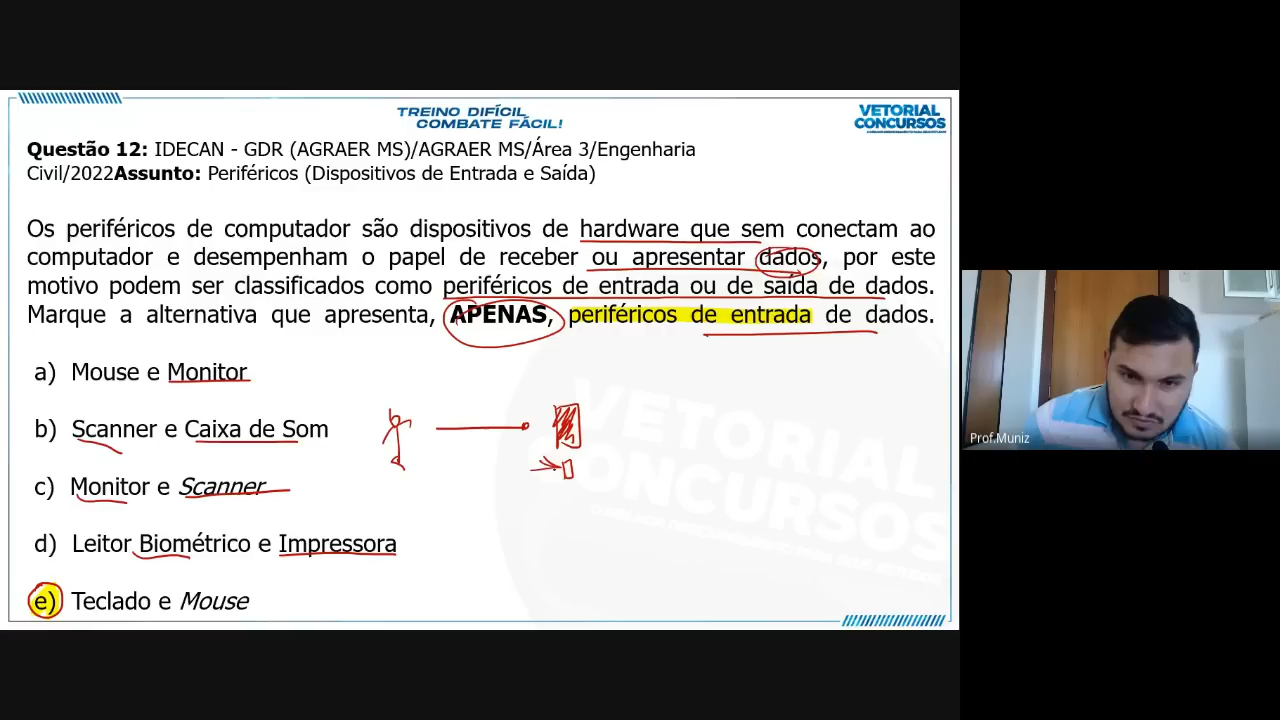 TREINO DIFÍCIL
COMBATE FÁCIL!
VETORIAL
CONCURSOS
Questão 12: IDECAN - GDR (AGRAER MS)/AGRAER MS/Área 3/Engenharia
Civil/2022Assunto: Periféricos (Dispositivos de Entrada e Saída)
Os periféricos de computador são dispositivos de hardware que sem conectam ao
computador e desempenham o papel de receber ou apresentar dados, por este
motivo podem ser classificados como periféricos de entrada ou de saída de dados.
Marque a alternativa que apresenta, APENAS, periféricos de entrada de dados.
a) Mouse e Monitor
b) Scanner e Caixa de Som
c) Monitor e Scanner
d) Leitor Biométrico e Impressora
e) Teclado e Mouse
VETORIAL
CONCURSOS
Prof.Muniz